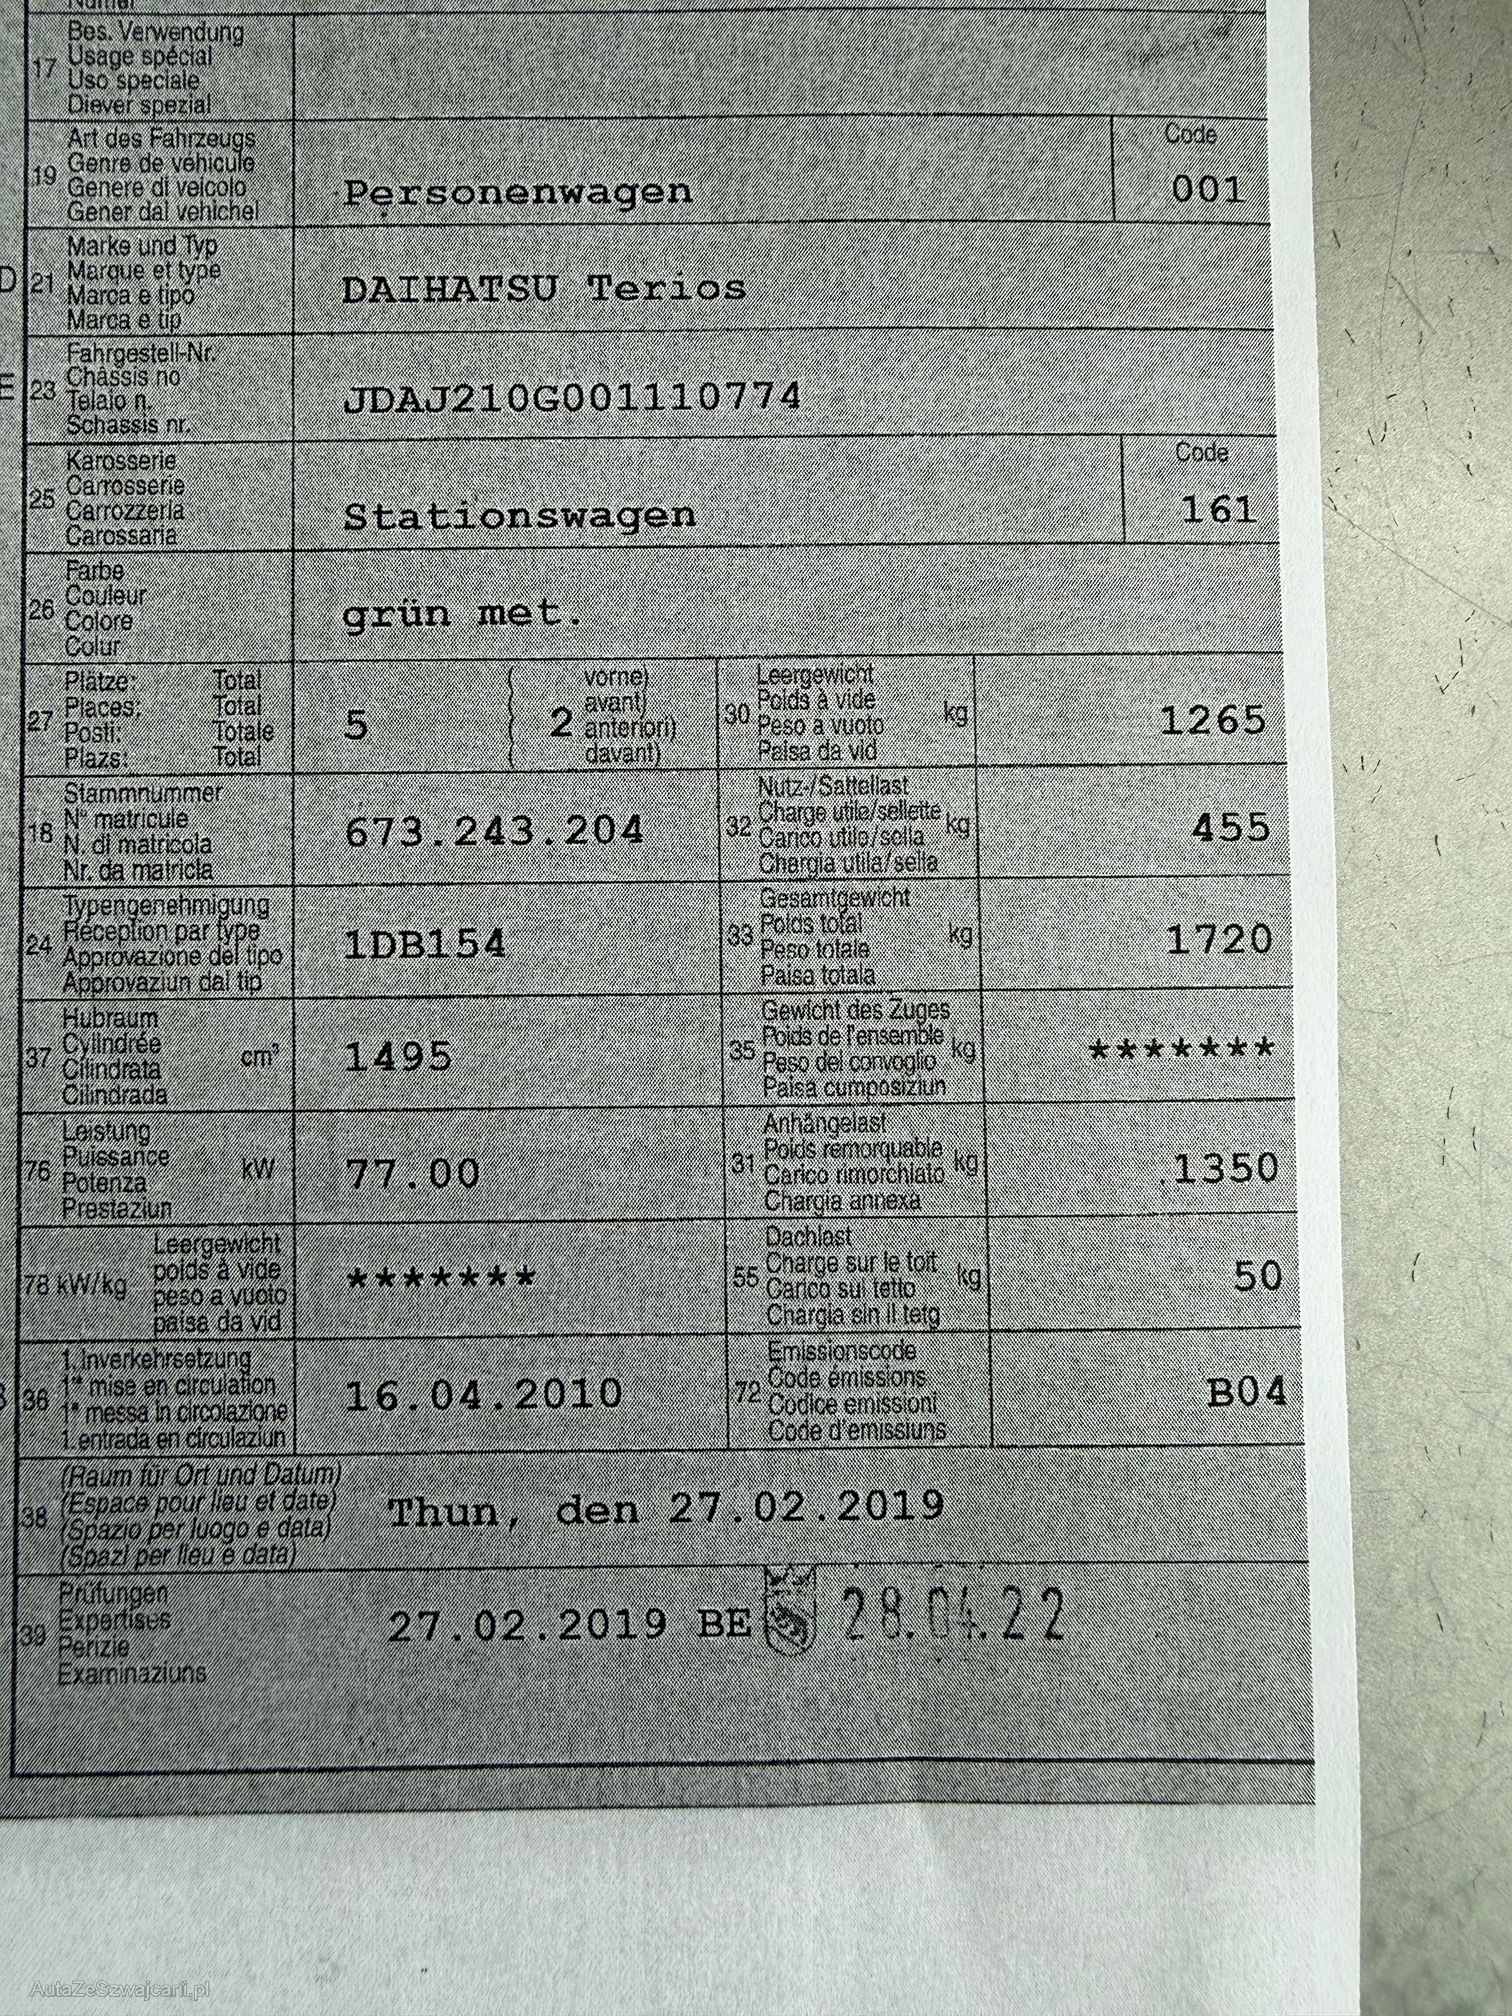 17 Bes. Verwendung
Usage spécial
Uso speciale
Diever spezial
19 Art des Fahrzeugs
Genre de véhicule
Genere di veicolo
Gener dal vehichel
Personenwagen
Code
001
D 21 Marke und Typ
Marque et type
Marca e tipo
Marca e tip
DAIHATSU Terios
E 23 Fahrgestell-Nr.
Châssis no
Telaio n.
Schassis nr.
JDAJ210G001110774
25 Karosserie
Carrosserie
Carrozzeria
Carossaria
Stationswagen
Code
161
26 Farbe
Couleur
Colore
Colur
grün met.
27 Plätze: Total
Places: Total
Posti: Totale
Plazs: Total
5
2
vorne)
avant)
anteriori)
davant)
30 Leergewicht
Poids à vide
Peso a vuoto
Paisa da vid
kg
1265
18 Stammnummer
N° matricule
N. di matricola
Nr. da matricla
673.243.204
32 Nutz-/Sattellast
Charge utile/sellette
Carico utile/sella
Chargia utila/sella
kg
455
24 Typengenehmigung
Réception par type
Approvazione del tipo
Approvaziun dal tip
1DB154
33 Gesamtgewicht
Poids total
Peso totale
Paisa totala
kg
1720
37 Hubraum
Cylindrée
Cilindrata
Cilindrada
cm³
1495
35 Gewicht des Zuges
Poids de l'ensemble
Peso del convoglio
Paisa cumposiziun
kg
*******
76 Leistung
Puissance
Potenza
Prestaziun
kW
77.00
31 Anhängelast
Poids remorquable
Carico rimorchiato
Chargia annexa
kg
1350
78 kW/kg
Leergewicht
poids à vide
peso a vuoto
paisa da vid
*******
55 Dachlast
Charge sur le toit
Carico sul tetto
Chargia sin il tetg
kg
50
36 1. Inverkehrsetzung
1re mise en circulation
1a messa in circolazione
1. entrada en circulaziun
16.04.2010
72 Emissionscode
Code émissions
Codice emissioni
Code d'emissiuns
B04
38 (Raum für Ort und Datum)
(Espace pour lieu et date)
(Spazio per luogo e data)
(Spazi per lieu e data)
Thun, den 27.02.2019
39 Prüfungen
Expertises
Perizie
Examinaziuns
27.02.2019 BE 28.04.22
AutaZeSzwajcarii.pl